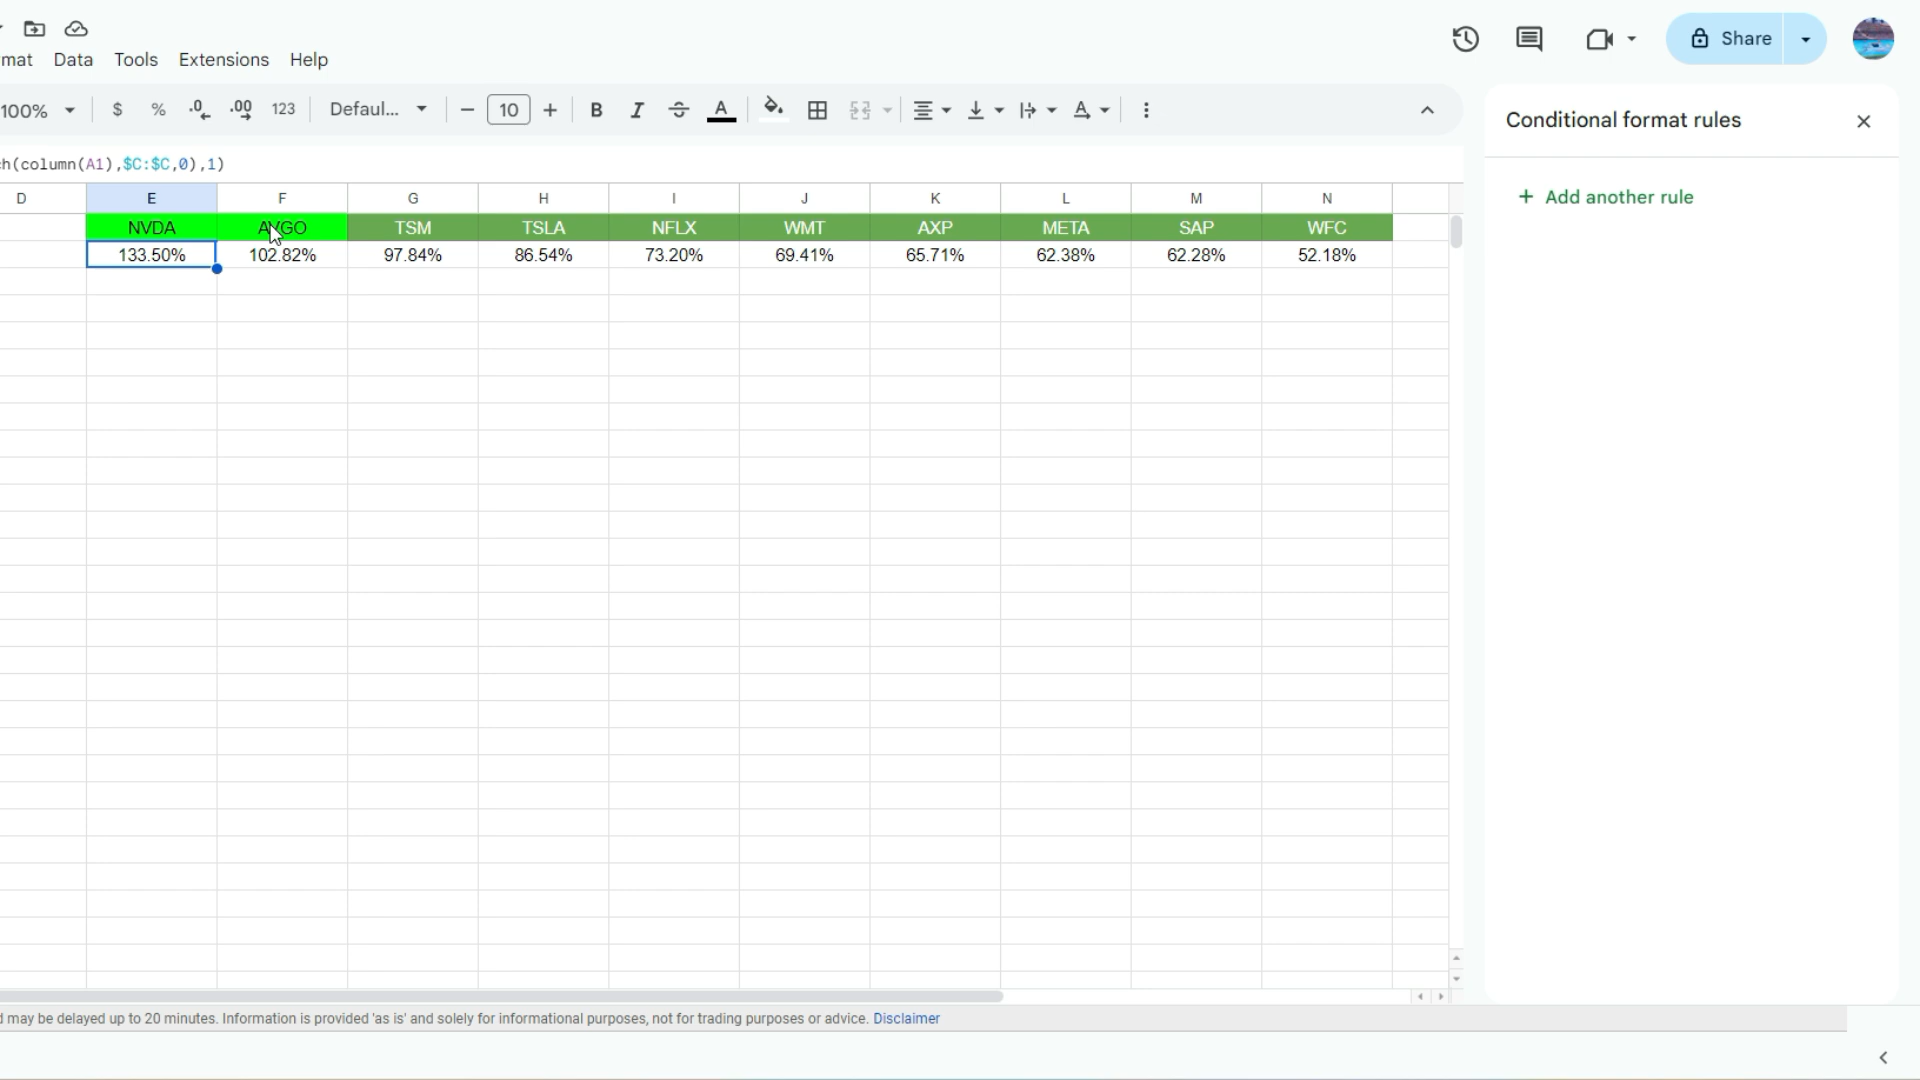 mat Data Tools Extensions Help
Share
100% $ % .0 .00 123 Defaul... − 10 + B I S A
Conditional format rules
ch(column(A1),$C:$C,0),1)
+ Add another rule
D E F G H I J K L M N
NVDA AVGO TSM TSLA NFLX WMT AXP META SAP WFC
133.50% 102.82% 97.84% 86.54% 73.20% 69.41% 65.71% 62.38% 62.28% 52.18%
d may be delayed up to 20 minutes. Information is provided 'as is' and solely for informational purposes, not for trading purposes or advice. Disclaimer